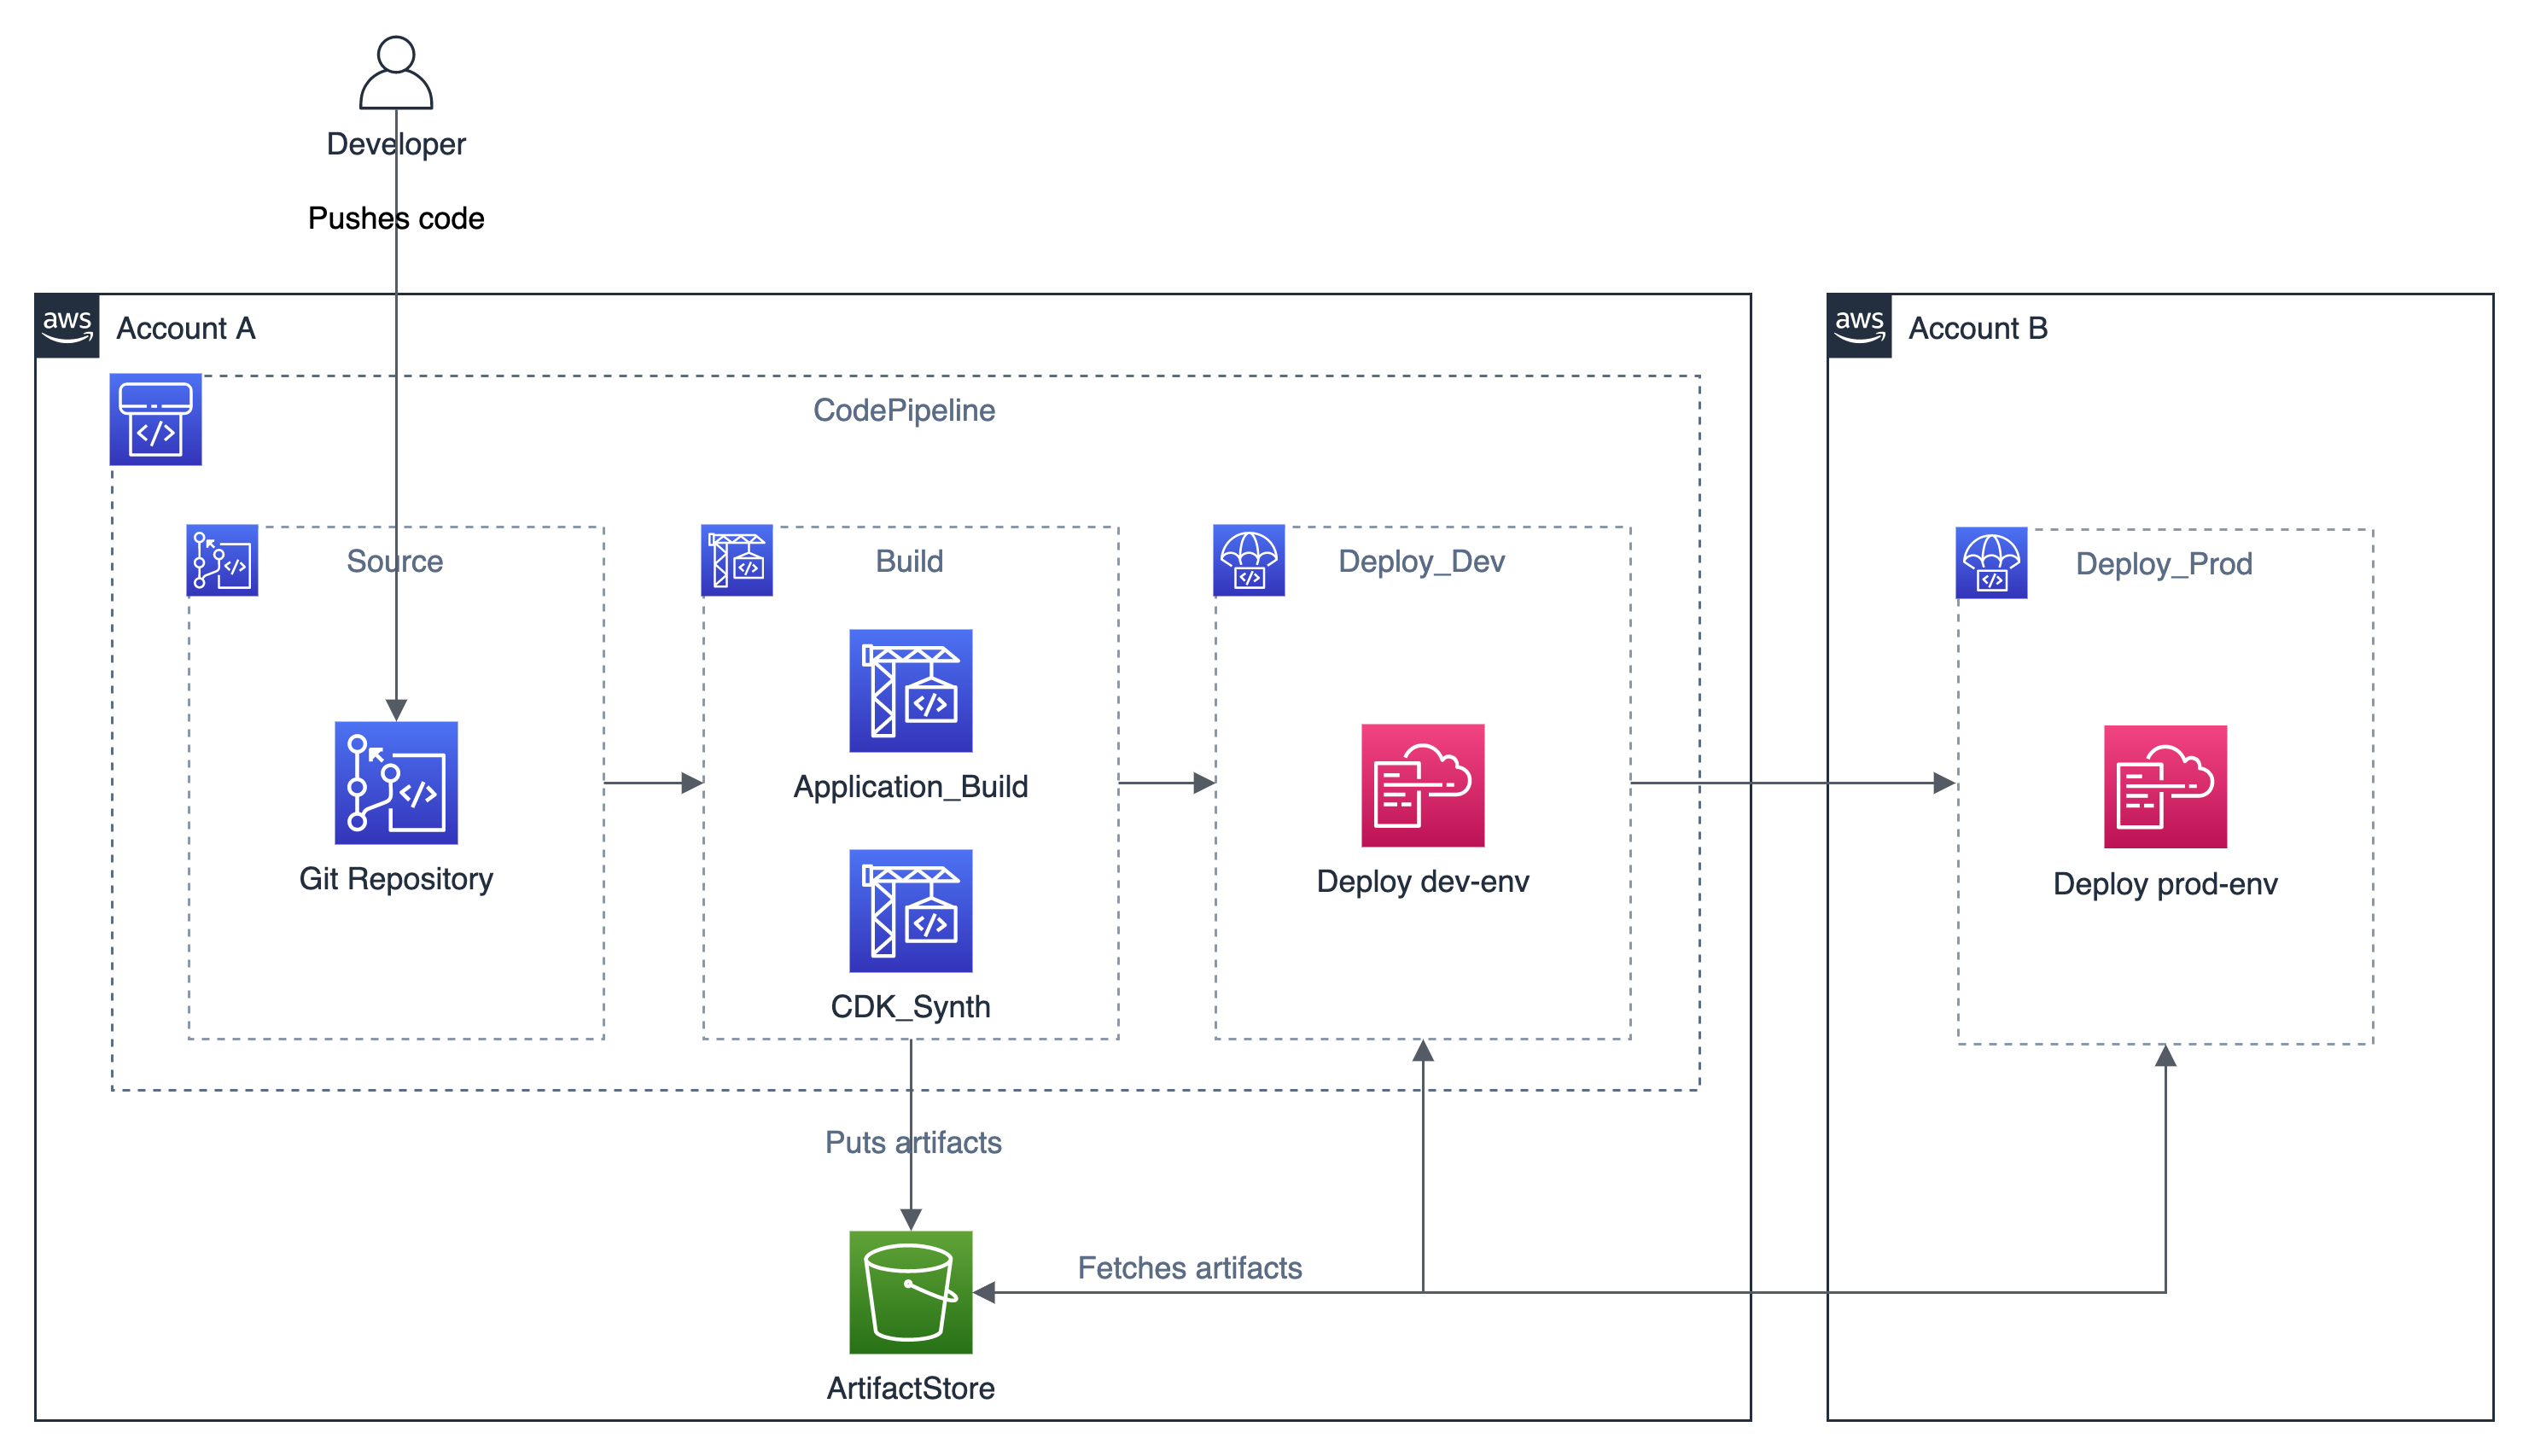 Developer
Pushes code
aws
Account A
aws
Account B
CodePipeline
Source
Build
Deploy_Dev
Deploy_Prod
Git Repository
Application_Build
CDK_Synth
Deploy dev-env
Deploy prod-env
Puts artifacts
Fetches artifacts
ArtifactStore